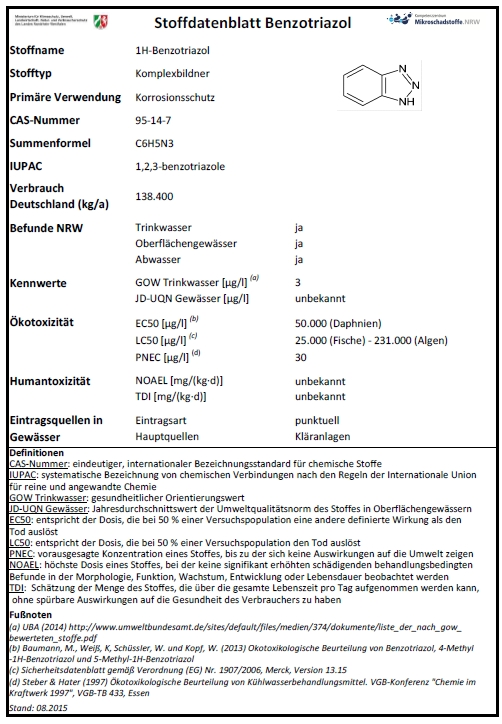 Ministerium für Klimaschutz, Umwelt,
Landwirtschaft, Natur- und Verbraucherschutz
des Landes Nordrhein-Westfalen
Stoffdatenblatt Benzotriazol
Kompetenzzentrum
Mikroschadstoffe.NRW
Stoffname 1H-Benzotriazol
Stofftyp Komplexbildner
Primäre Verwendung Korrosionsschutz
CAS-Nummer 95-14-7
Summenformel C6H5N3
IUPAC 1,2,3-benzotriazole
N
N
NH
Verbrauch
Deutschland (kg/a) 138.400
Befunde NRW Trinkwasser ja
Oberflächengewässer ja
Abwasser ja
Kennwerte GOW Trinkwasser [µg/l] (a) 3
JD-UQN Gewässer [µg/l] unbekannt
Ökotoxizität EC50 [µg/l] (b) 50.000 (Daphnien)
LC50 [µg/l] (c) 25.000 (Fische) - 231.000 (Algen)
PNEC [µg/l] (d) 30
Humantoxizität NOAEL [mg/(kg·d)] unbekannt
TDI [mg/(kg·d)] unbekannt
Eintragsquellen in Eintragsart punktuell
Gewässer Hauptquellen Kläranlagen
Definitionen
CAS-Nummer: eindeutiger, internationaler Bezeichnungsstandard für chemische Stoffe
IUPAC: systematische Bezeichnung von chemischen Verbindungen nach den Regeln der Internationale Union
für reine und angewandte Chemie
GOW Trinkwasser: gesundheitlicher Orientierungswert
JD-UQN Gewässer: Jahresdurchschnittswert der Umweltqualitätsnorm des Stoffes in Oberflächengewässern
EC50: entspricht der Dosis, die bei 50 % einer Versuchspopulation eine andere definierte Wirkung als den
Tod auslöst
LC50: entspricht der Dosis, die bei 50 % einer Versuchspopulation den Tod auslöst
PNEC: vorausgesagte Konzentration eines Stoffes, bis zu der sich keine Auswirkungen auf die Umwelt zeigen
NOAEL: höchste Dosis eines Stoffes, bei der keine signifikant erhöhten schädigenden behandlungsbedingten
Befunde in der Morphologie, Funktion, Wachstum, Entwicklung oder Lebensdauer beobachtet werden
TDI: Schätzung der Menge des Stoffes, die über die gesamte Lebenszeit pro Tag aufgenommen werden kann,
ohne spürbare Auswirkungen auf die Gesundheit des Verbrauchers zu haben
Fußnoten
(a) UBA (2014) http://www.umweltbundesamt.de/sites/default/files/medien/374/dokumente/liste_der_nach_gow_
bewerteten_stoffe.pdf
(b) Baumann, M., Weiß, K, Schüssler, W. und Kopf, W. (2013) Okotoxikologische Beurteilung von Benzotriazol, 4-Methyl
-1H-Benzotriazol und 5-Methyl-1H-Benzotriazol
(c) Sicherheitsdatenblatt gemäß Verordnung (EG) Nr. 1907/2006, Merck, Version 13.15
(d) Steber & Hater (1997) Ökotoxikologische Beurteilung von Kühlwasserbehandlungsmittel. VGB-Konferenz "Chemie im
Kraftwerk 1997", VGB-TB 433, Essen
Stand: 08.2015